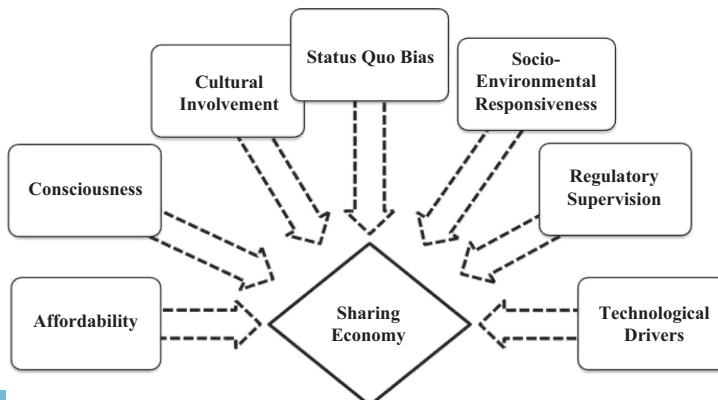 Status Quo Bias
Cultural
Involvement
Socio-
Environmental
Responsiveness
Consciousness
Regulatory
Supervision
Affordability
Sharing
Economy
Technological
Drivers